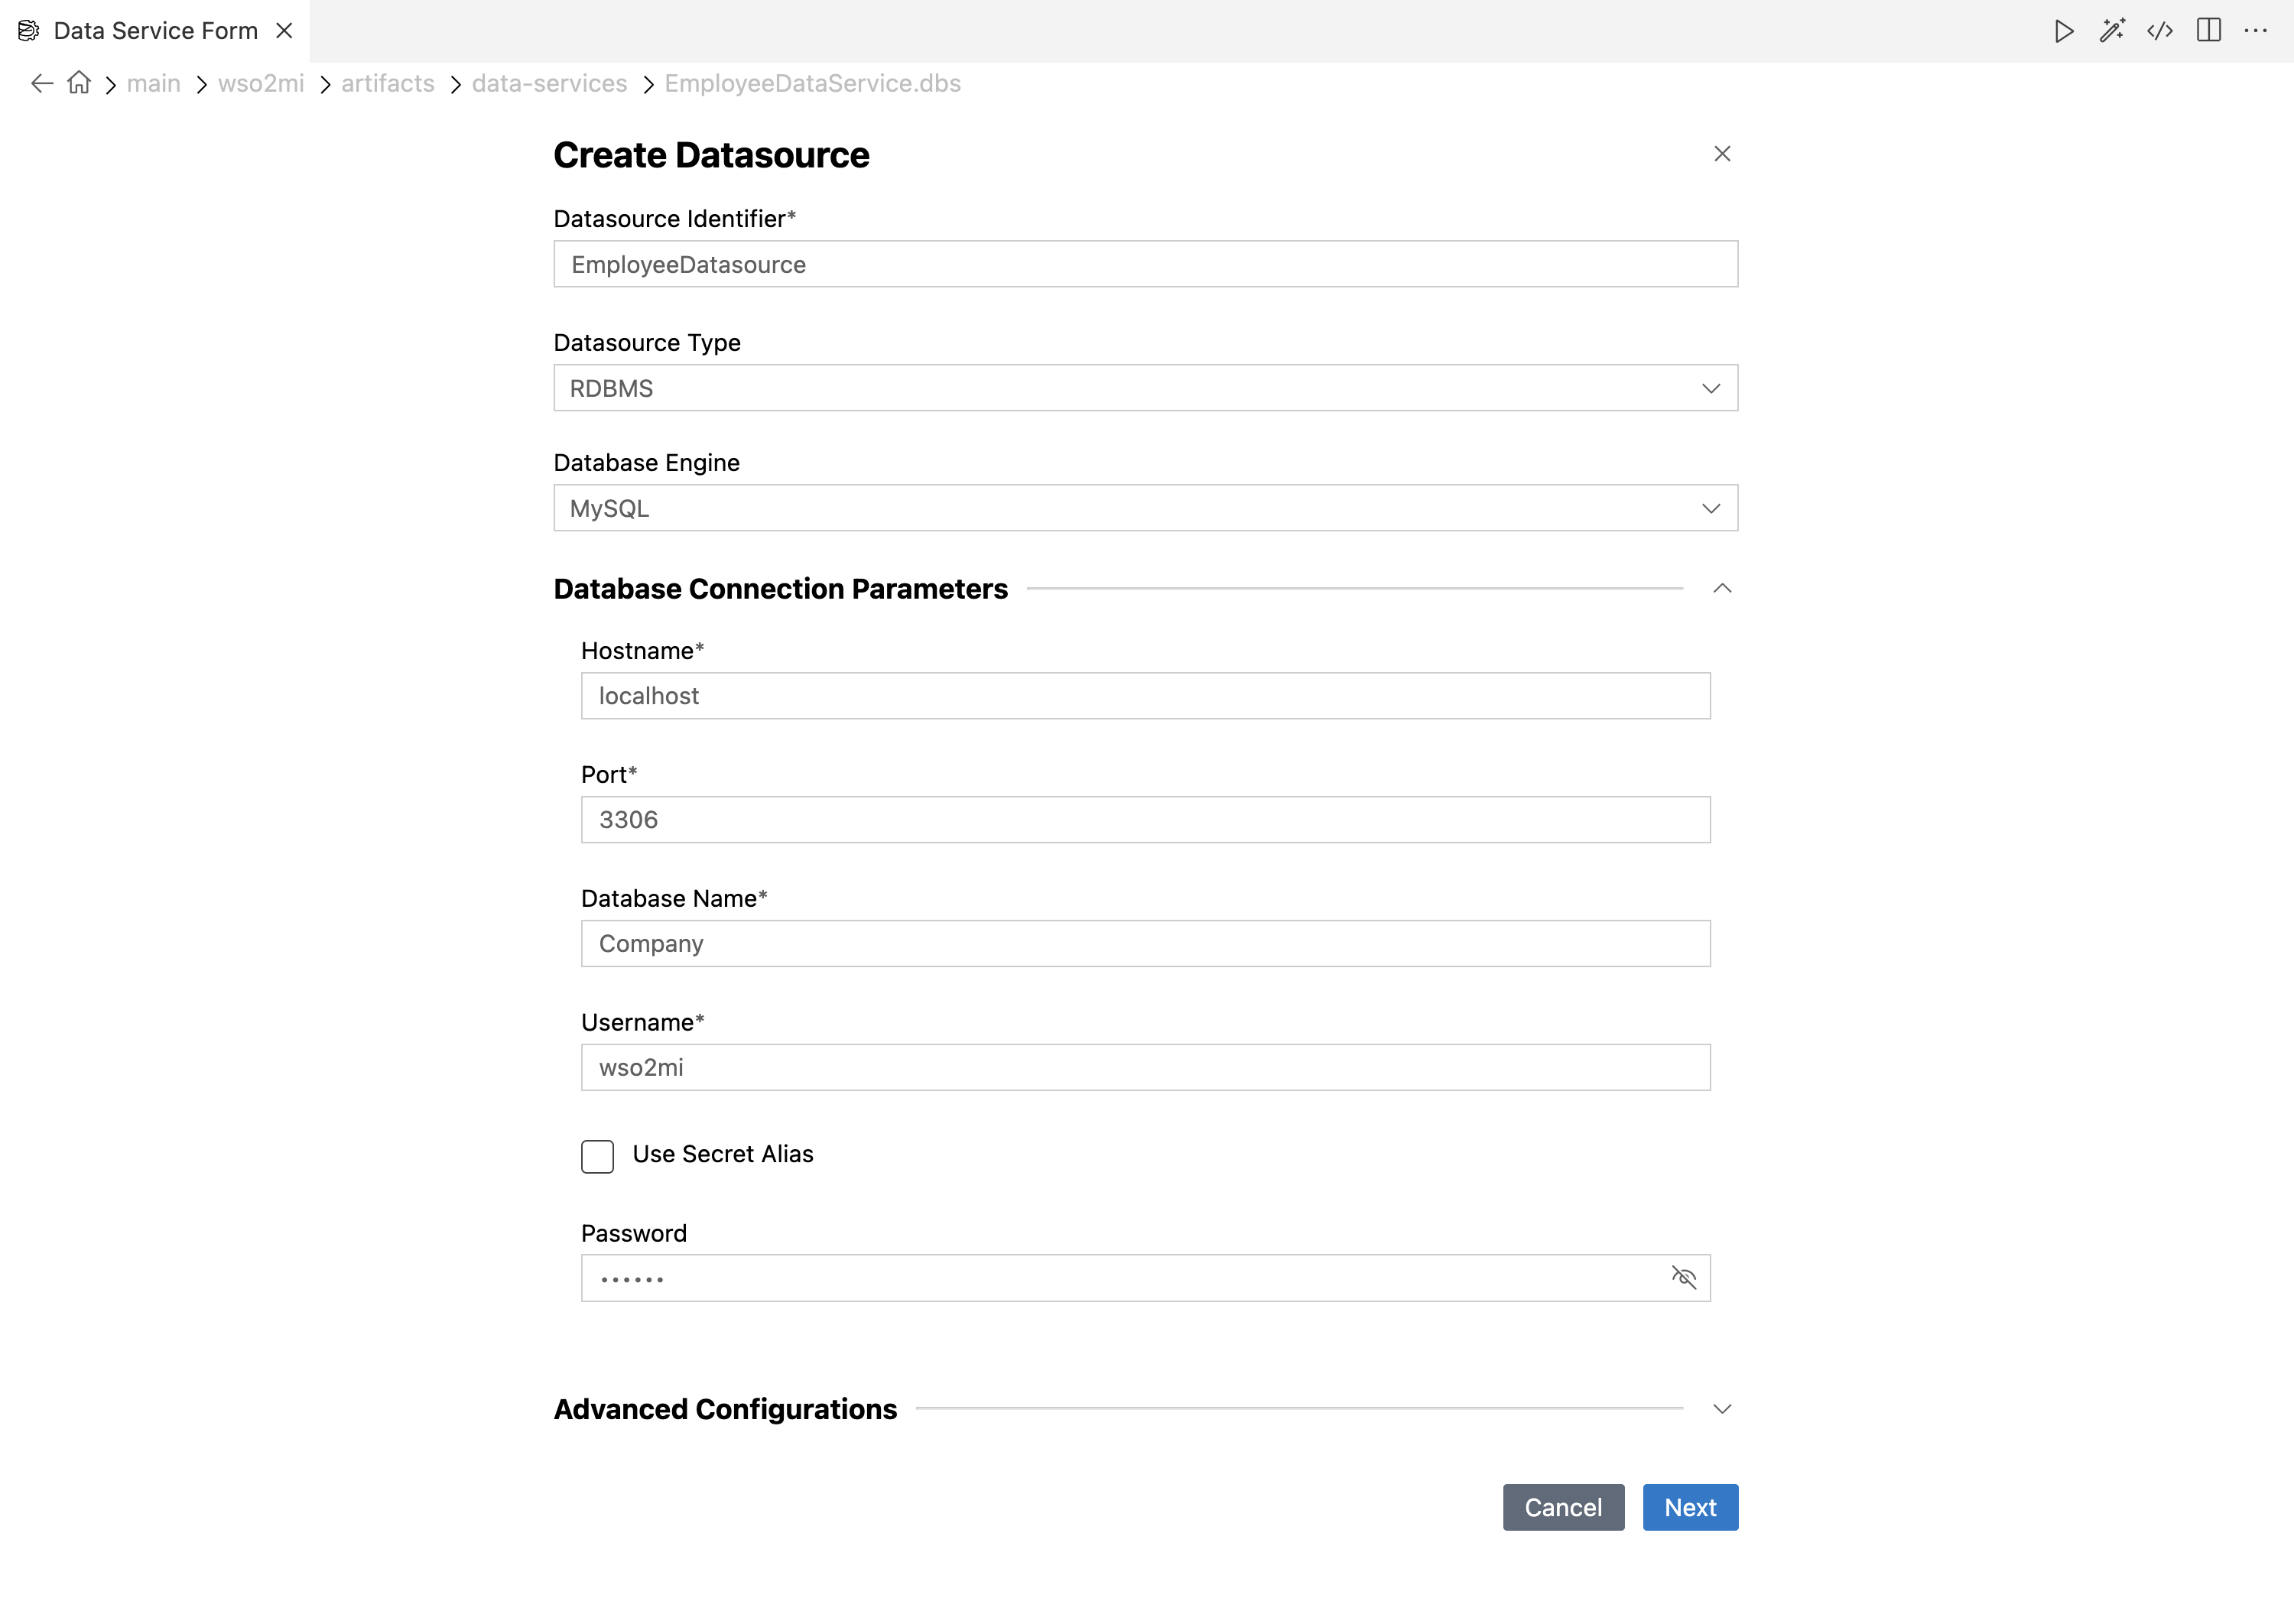 Data Service Form
main wso2mi artifacts data-services EmployeeDataService.dbs
Create Datasource
Datasource Identifier*
EmployeeDatasource
Datasource Type
RDBMS
Database Engine
MySQL
Database Connection Parameters
Hostname*
localhost
Port*
3306
Database Name*
Company
Username*
wso2mi
Use Secret Alias
Password
••••••
Advanced Configurations
Cancel Next